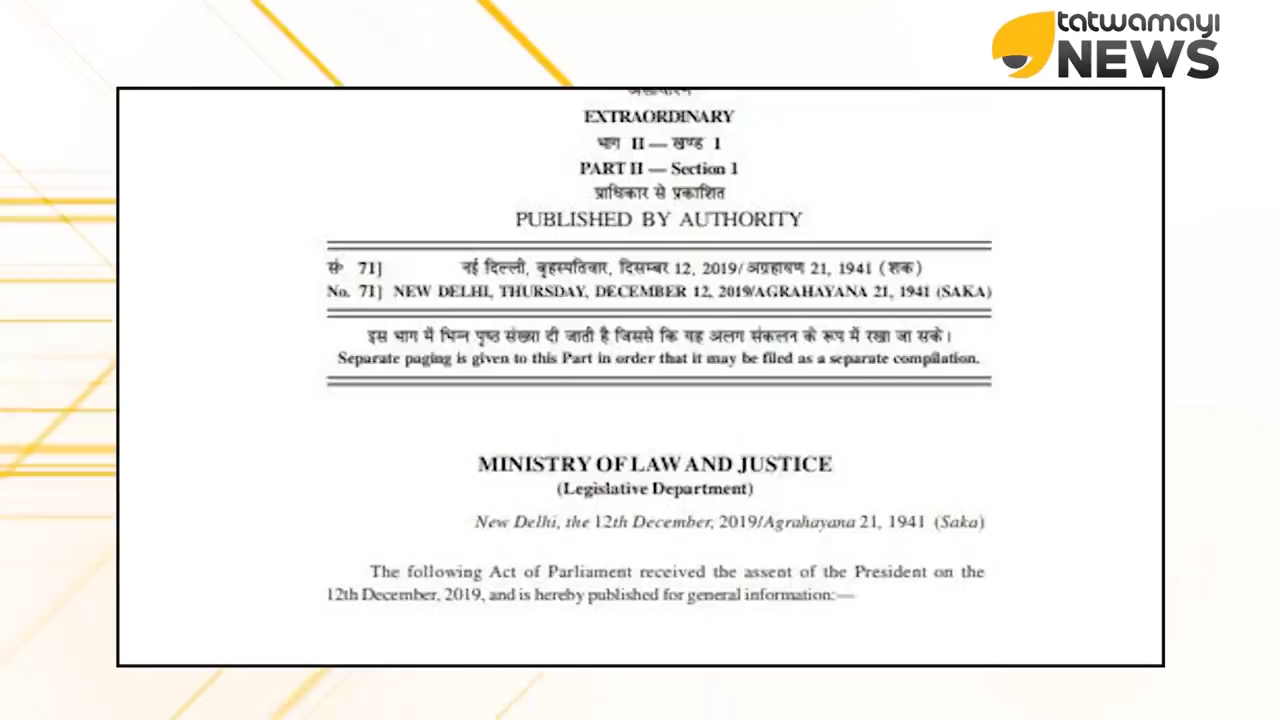 tatwamayi
NEWS
असाधारण
EXTRAORDINARY
भाग II — खण्ड 1
PART II — Section 1
प्राधिकार से प्रकाशित
PUBLISHED BY AUTHORITY
सं॰ 71] नई दिल्ली, बृहस्पतिवार, दिसम्बर 12, 2019/ अग्रहायण 21, 1941 (शक)
No. 71] NEW DELHI, THURSDAY, DECEMBER 12, 2019/AGRAHAYANA 21, 1941 (SAKA)
इस भाग में भिन्न पृष्ठ संख्या दी जाती है जिससे कि यह अलग संकलन के रूप में रखा जा सके।
Separate paging is given to this Part in order that it may be filed as a separate compilation.
MINISTRY OF LAW AND JUSTICE
(Legislative Department)
New Delhi, the 12th December, 2019/Agrahayana 21, 1941 (Saka)
The following Act of Parliament received the assent of the President on the
12th December, 2019, and is hereby published for general information:—